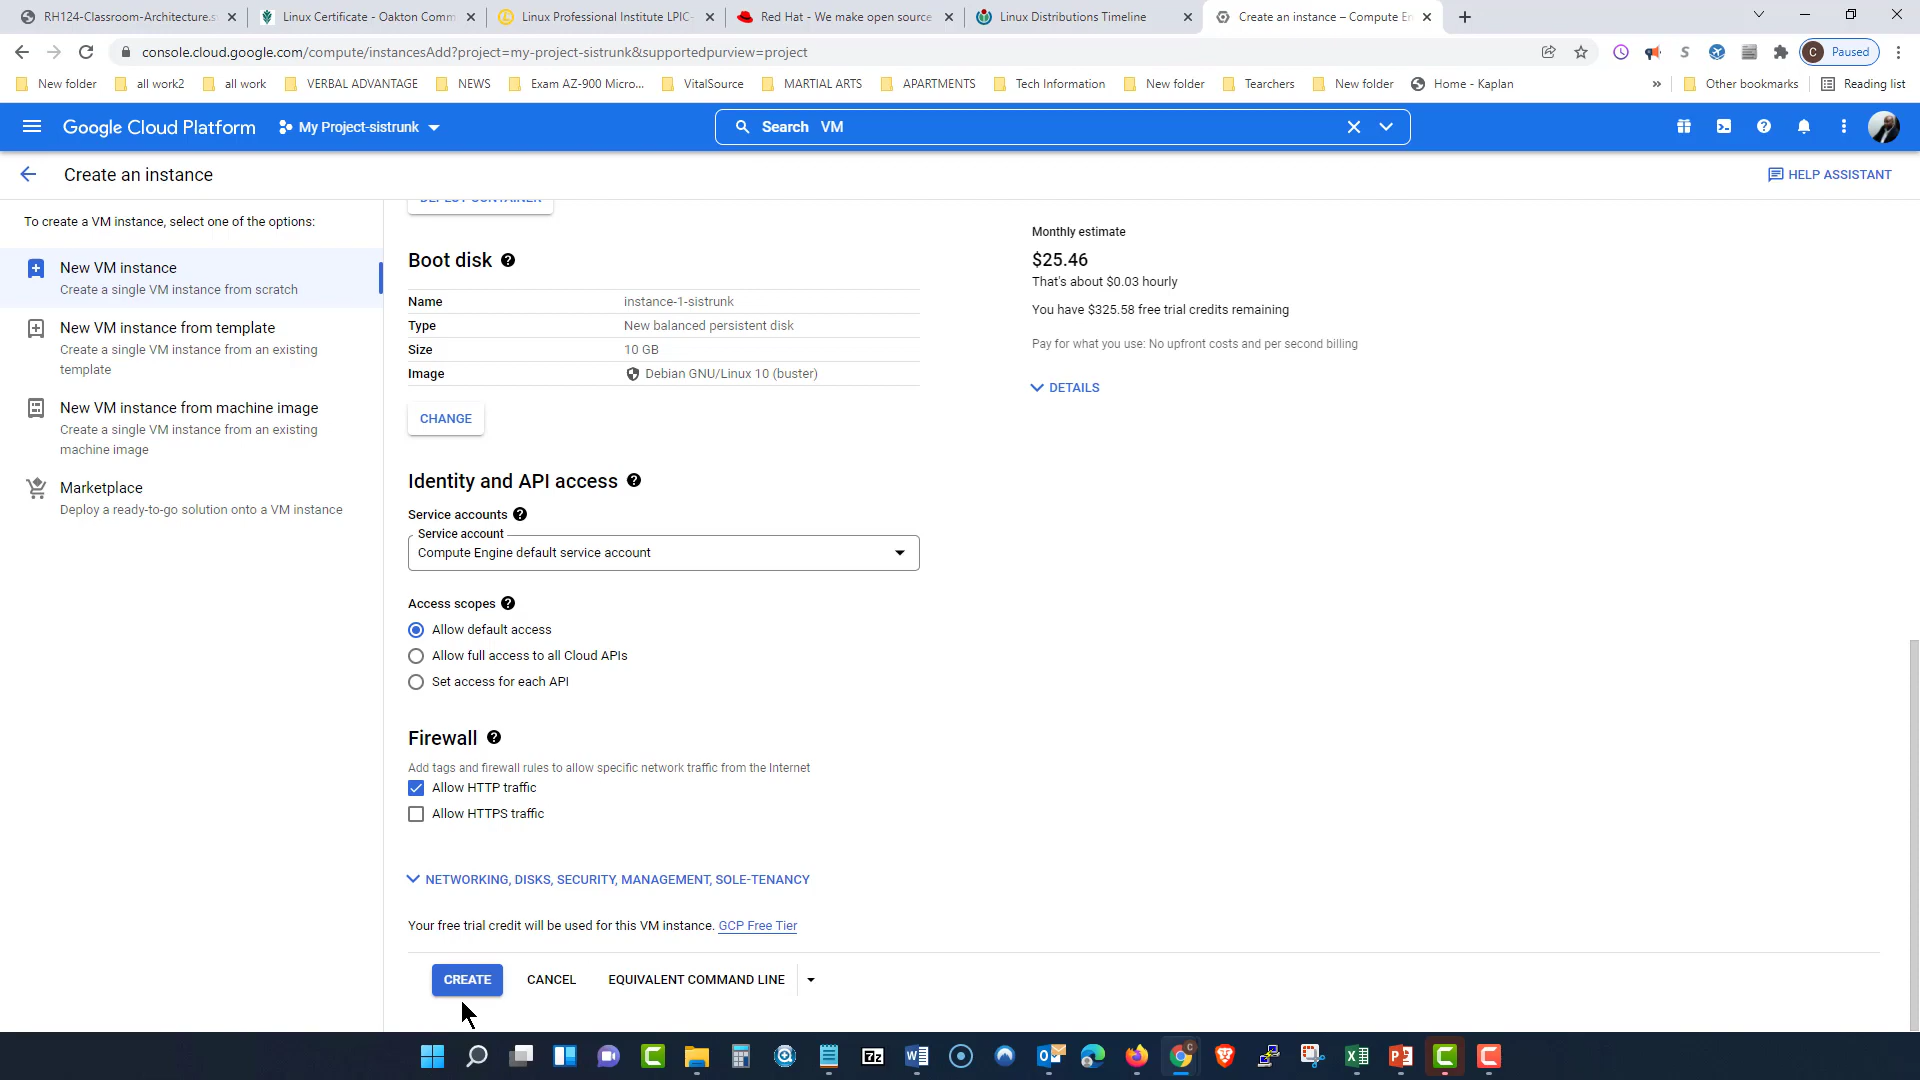 RH124-Classroom-Architecture.s
Linux Certificate - Oakton Comm
Linux Professional Institute LPIC-
Red Hat - We make open source
Linux Distributions Timeline
Create an instance – Compute En
console.cloud.google.com/compute/instancesAdd?project=my-project-sistrunk&supportedpurview=project
S
C Paused
New folder
all work2
all work
VERBAL ADVANTAGE
NEWS
Exam AZ-900 Micro...
VitalSource
MARTIAL ARTS
APARTMENTS
Tech Information
New folder
Tearchers
New folder
Home - Kaplan
»
Other bookmarks
Reading list
Google Cloud Platform
My Project-sistrunk
Search VM
Create an instance
HELP ASSISTANT
To create a VM instance, select one of the options:
New VM instance
Create a single VM instance from scratch
New VM instance from template
Create a single VM instance from an existing
template
New VM instance from machine image
Create a single VM instance from an existing
machine image
Marketplace
Deploy a ready-to-go solution onto a VM instance
DEPLOY CONTAINER
Boot disk
Name instance-1-sistrunk
Type New balanced persistent disk
Size 10 GB
Image Debian GNU/Linux 10 (buster)
CHANGE
Identity and API access
Service accounts
Service account
Compute Engine default service account
Access scopes
Allow default access
Allow full access to all Cloud APIs
Set access for each API
Firewall
Add tags and firewall rules to allow specific network traffic from the Internet
Allow HTTP traffic
Allow HTTPS traffic
NETWORKING, DISKS, SECURITY, MANAGEMENT, SOLE-TENANCY
Your free trial credit will be used for this VM instance. GCP Free Tier
CREATE
CANCEL
EQUIVALENT COMMAND LINE
Monthly estimate
$25.46
That's about $0.03 hourly
You have $325.58 free trial credits remaining
Pay for what you use: No upfront costs and per second billing
DETAILS